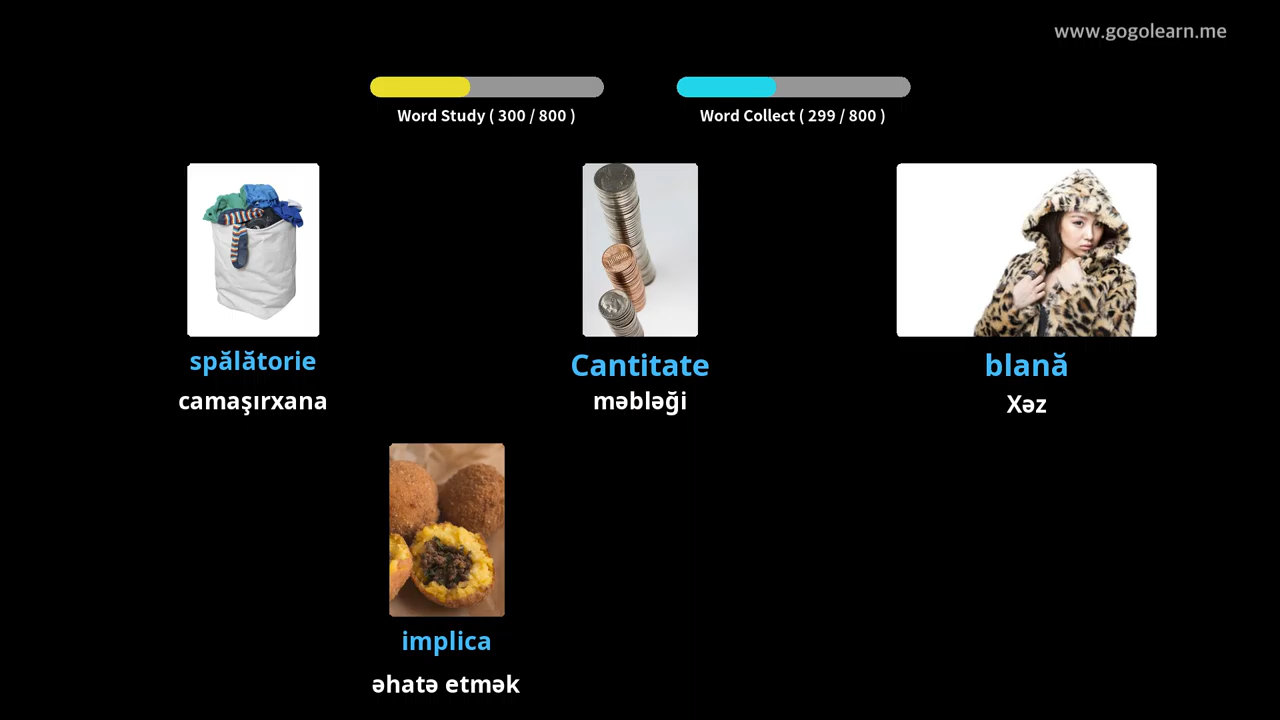 www.gogolearn.me
Word Study ( 300 / 800 )
Word Collect ( 299 / 800 )
spălătorie
camaşırxana
Cantitate
məbləği
blană
Xəz
implica
əhatə etmək